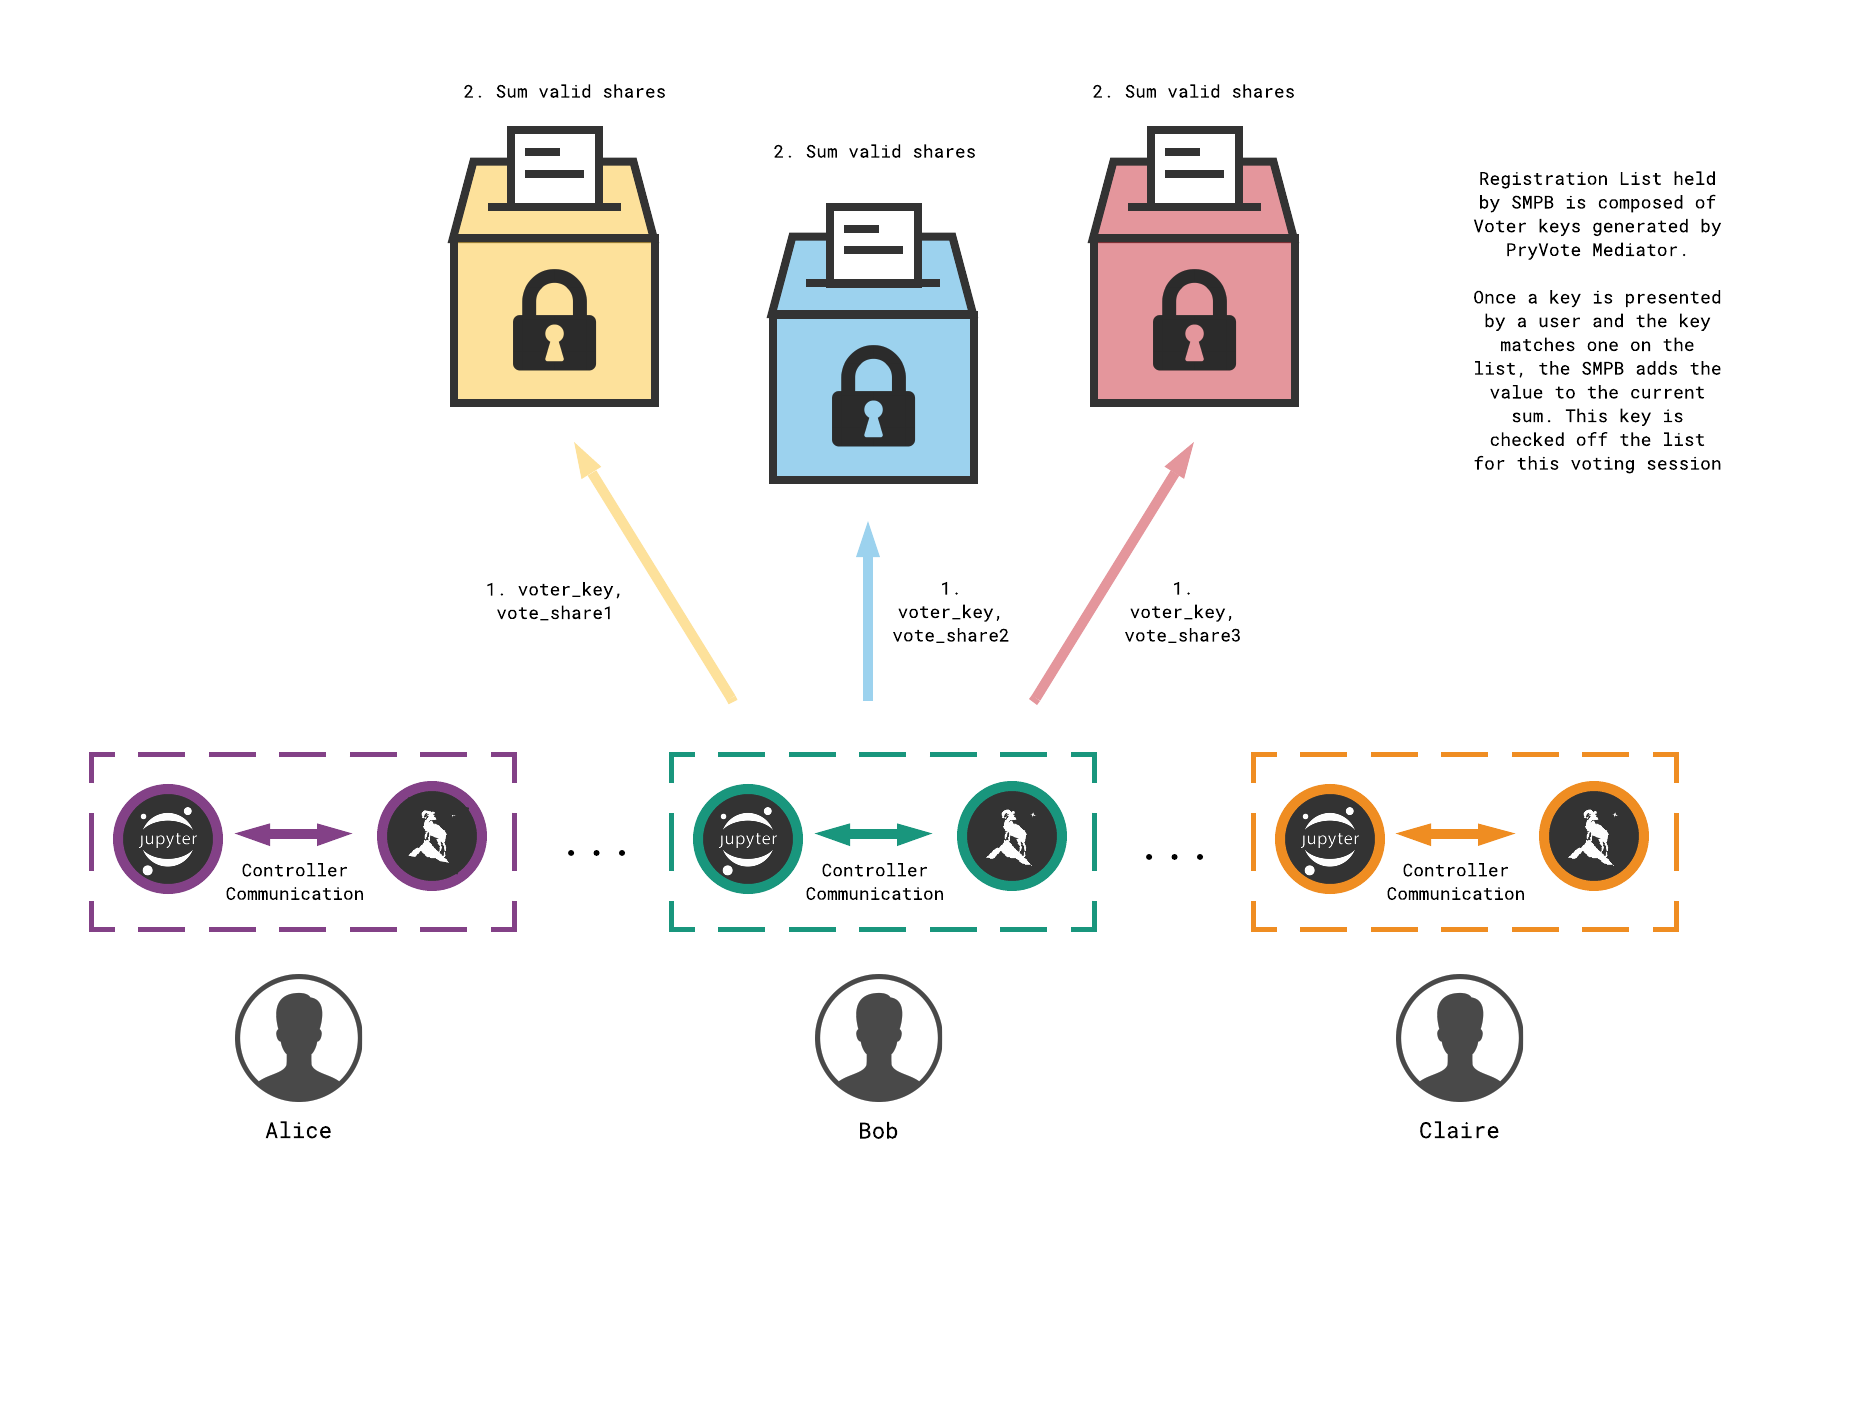 2. Sum valid shares
2. Sum valid shares
2. Sum valid shares
Registration List held
by SMPB is composed of
Voter keys generated by
PryVote Mediator.
Once a key is presented
by a user and the key
matches one on the
list, the SMPB adds the
value to the current
sum. This key is
checked off the list
for this voting session
1. voter_key,
vote_share1
1.
voter_key,
vote_share2
1.
voter_key,
vote_share3
jupyter
Controller
Communication
...
jupyter
Controller
Communication
...
jupyter
Controller
Communication
Alice
Bob
Claire